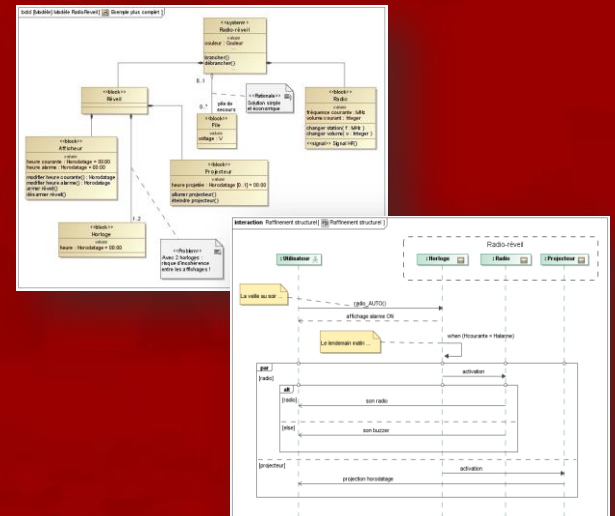 bdd [Modèle] Modèle RadioReveil [ Exemple plus complet ]
<<system>>
Radio-réveil
values
couleur : Couleur
brancher()
débrancher()
0..1
0..*
pile de
secours
<<Rationale>>
Solution simple
et économique
<<block>>
Réveil
<<block>>
Pile
values
voltage : V
<<block>>
Radio
values
fréquence courante : MHz
volume courant : Integer
changer station( f : MHz )
changer volume( v : Integer )
<<signal>> Signal HF()
<<block>>
Afficheur
values
heure courante : Horodatage = 00:00
heure alarme : Horodatage = 00:00
modifier heure courante() : Horodatage
modifier heure alarme() : Horodatage
armer réveil()
désarmer réveil()
<<block>>
Projecteur
values
heure projetée : Horodatage [0..1] = 00:00
allumer projecteur()
éteindre projecteur()
1..2
<<block>>
Horloge
values
heure : Horodatage = 00:00
<<Problem>>
Avec 2 horloges :
risque d'incohérence
entre les affichages !
interaction Raffinement structurel [ Raffinement structurel ]
Radio-réveil
: Utilisateur
: Horloge
: Radio
: Projecteur
La veille au soir ...
radio_AUTO()
affichage alarme ON
Le lendemain matin ...
when (Hcourante = Halarme)
par
[radio]
activation
alt
[radio]
son radio
[else]
son buzzer
[projecteur]
activation
projection horodatage